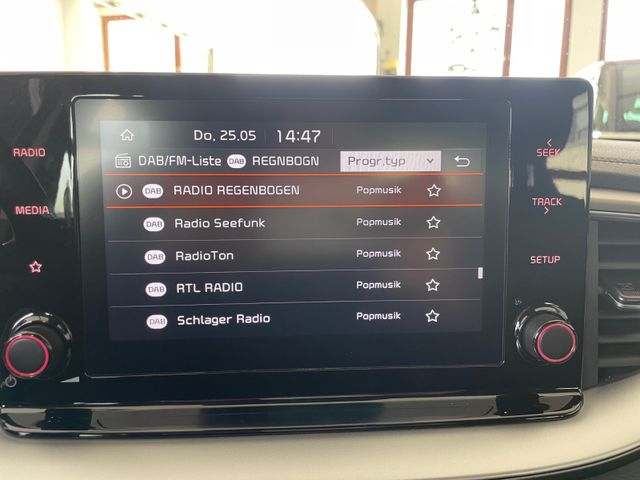 Do, 25.05 14:47
DAB/FM-Liste DAB REGNBOGN Progr.typ
DAB RADIO REGENBOGEN Popmusik
DAB Radio Seefunk Popmusik
DAB RadioTon Popmusik
DAB RTL RADIO Popmusik
DAB Schlager Radio Popmusik
RADIO
MEDIA
SEEK
TRACK
SETUP